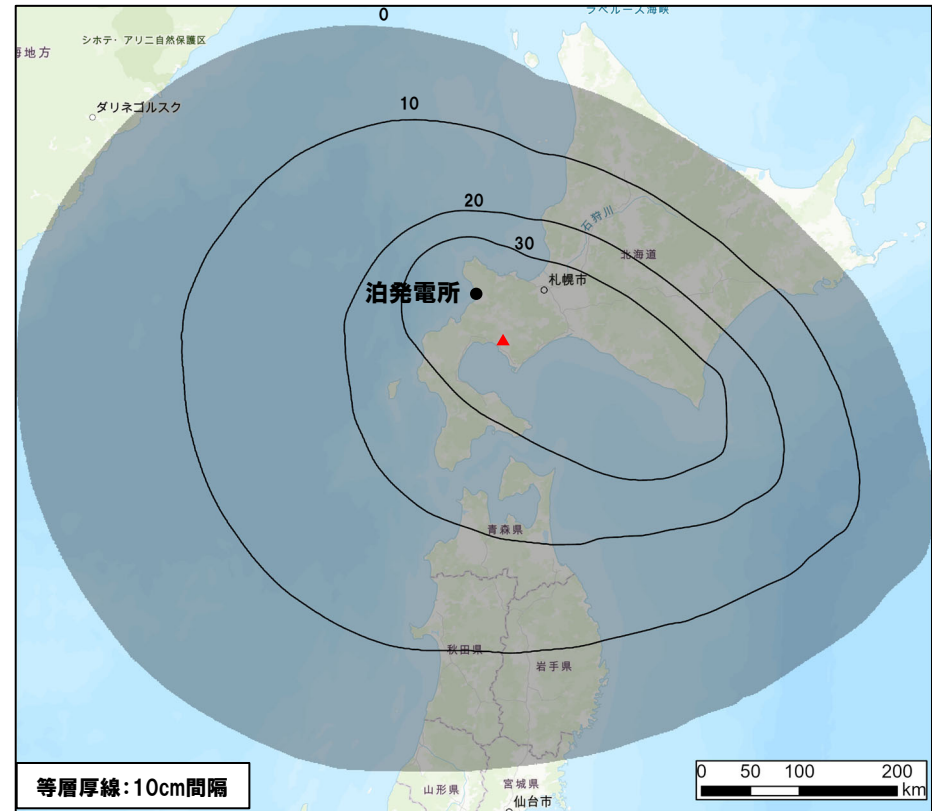 0
ラペルーズ海峡
シホテ・アリニ自然保護区
海地方
ダリネゴルスク
10
20
30
石狩川
北海道
札幌市
泊発電所
青森県
秋田県
岩手県
山形県
宮城県
仙台市
等層厚線:10cm間隔
0 50 100 200
km